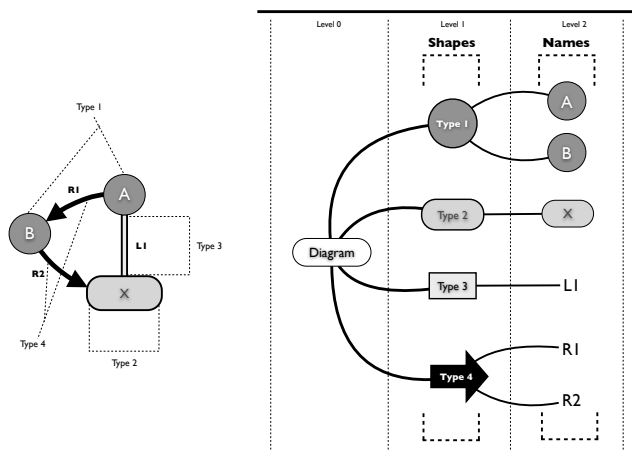 Type 1
R1
A
B
R2
L1
Type 3
X
Type 4
Type 2
Level 0
Level 1
Level 2
Shapes
Names
Type 1
A
B
Type 2
X
Diagram
Type 3
L1
Type 4
R1
R2